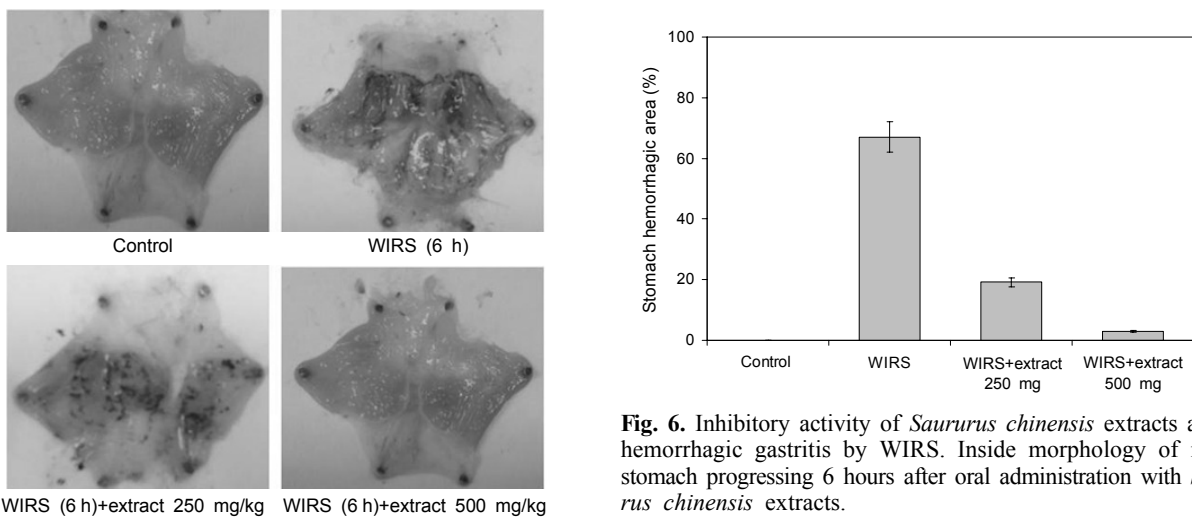 Control
WIRS (6 h)
WIRS (6 h)+extract 250 mg/kg
WIRS (6 h)+extract 500 mg/kg
Stomach hemorrhagic area (%)
100
80
60
40
20
0
Control
WIRS
WIRS+extract
250 mg
WIRS+extract
500 mg
Fig. 6. Inhibitory activity of Saururus chinensis extracts
hemorrhagic gastritis by WIRS. Inside morphology of
stomach progressing 6 hours after oral administration with
rus chinensis extracts.